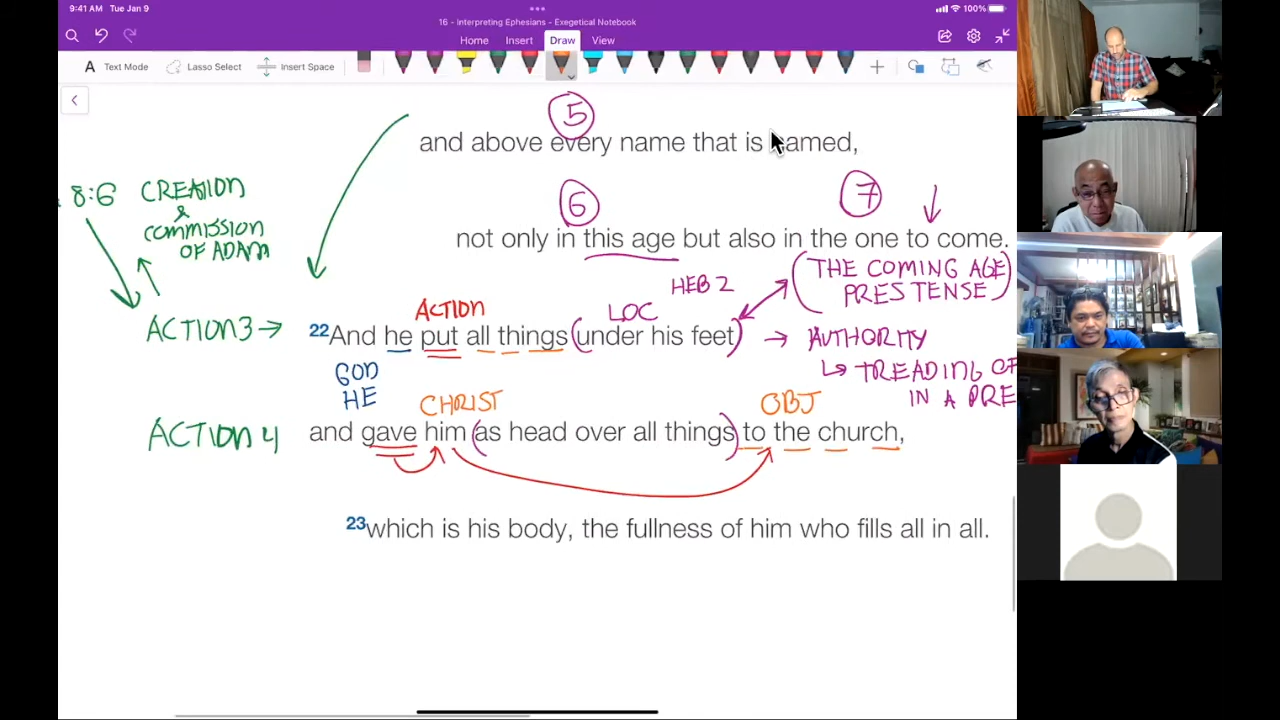 9:41 AM Tue Jan 9
100%
16 - Interpreting Ephesians - Exegetical Notebook
Home Insert Draw View
A Text Mode Lasso Select Insert Space
5
and above every name that is named,
8:6 CREATION
&
COMMISSION
OF ADAM
6 7
not only in this age but also in the one to come.
HEB 2 (THE COMING AGE)
PRES TENSE)
ACTION LOC
ACTION 3 → 22And he put all things (under his feet) → AUTHORITY
GOD ↳ TREADING OF
HE IN A PRE
CHRIST OBJ
ACTION 4 and gave him (as head over all things) to the church,
23which is his body, the fullness of him who fills all in all.